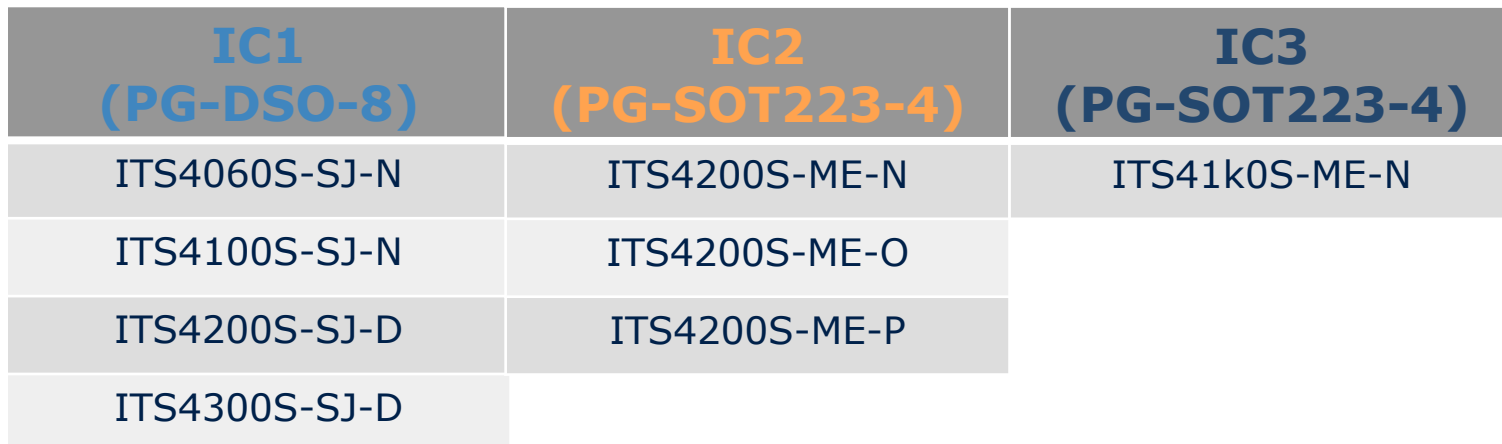 IC1
(PG-DSO-8)
IC2
(PG-SOT223-4)
IC3
(PG-SOT223-4)
ITS4060S-SJ-N
ITS4200S-ME-N
ITS41k0S-ME-N
ITS4100S-SJ-N
ITS4200S-ME-O
ITS4200S-SJ-D
ITS4200S-ME-P
ITS4300S-SJ-D